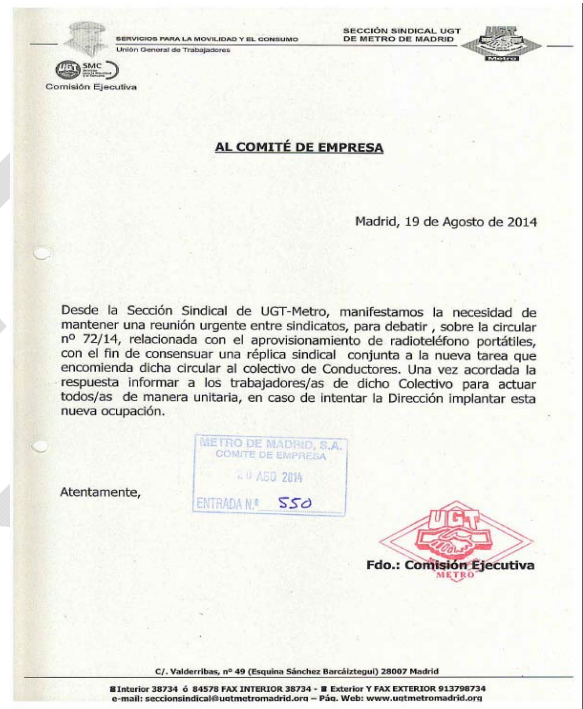 SERVICIOS PARA LA MOVILIDAD Y EL CONSUMO
Unión General de Trabajadores
SECCIÓN SINDICAL UGT
DE METRO DE MADRID
UGT
Metro
UGT SMC
Comisión Ejecutiva
AL COMITÉ DE EMPRESA
Madrid, 19 de Agosto de 2014
Desde la Sección Sindical de UGT-Metro, manifestamos la necesidad de
mantener una reunión urgente entre sindicatos, para debatir , sobre la circular
nº 72/14, relacionada con el aprovisionamiento de radioteléfono portátiles,
con el fin de consensuar una réplica sindical conjunta a la nueva tarea que
encomienda dicha circular al colectivo de Conductores. Una vez acordada la
respuesta informar a los trabajadores/as de dicho Colectivo para actuar
todos/as de manera unitaria, en caso de intentar la Dirección implantar esta
nueva ocupación.
METRO DE MADRID, S.A.
COMITE DE EMPRESA
20 AGO 2014
ENTRADA N.º 550
Atentamente,
UGT
Fdo.: Comisión Ejecutiva
METRO
C/. Valderribas, nº 49 (Esquina Sánchez Barcáiztegui) 28007 Madrid
Interior 38734 ó 84578 FAX INTERIOR 38734 - Exterior Y FAX EXTERIOR 913798734
e-mail: seccionsindical@ugtmetromadrid.org – Pág. Web: www.ugtmetromadrid.org